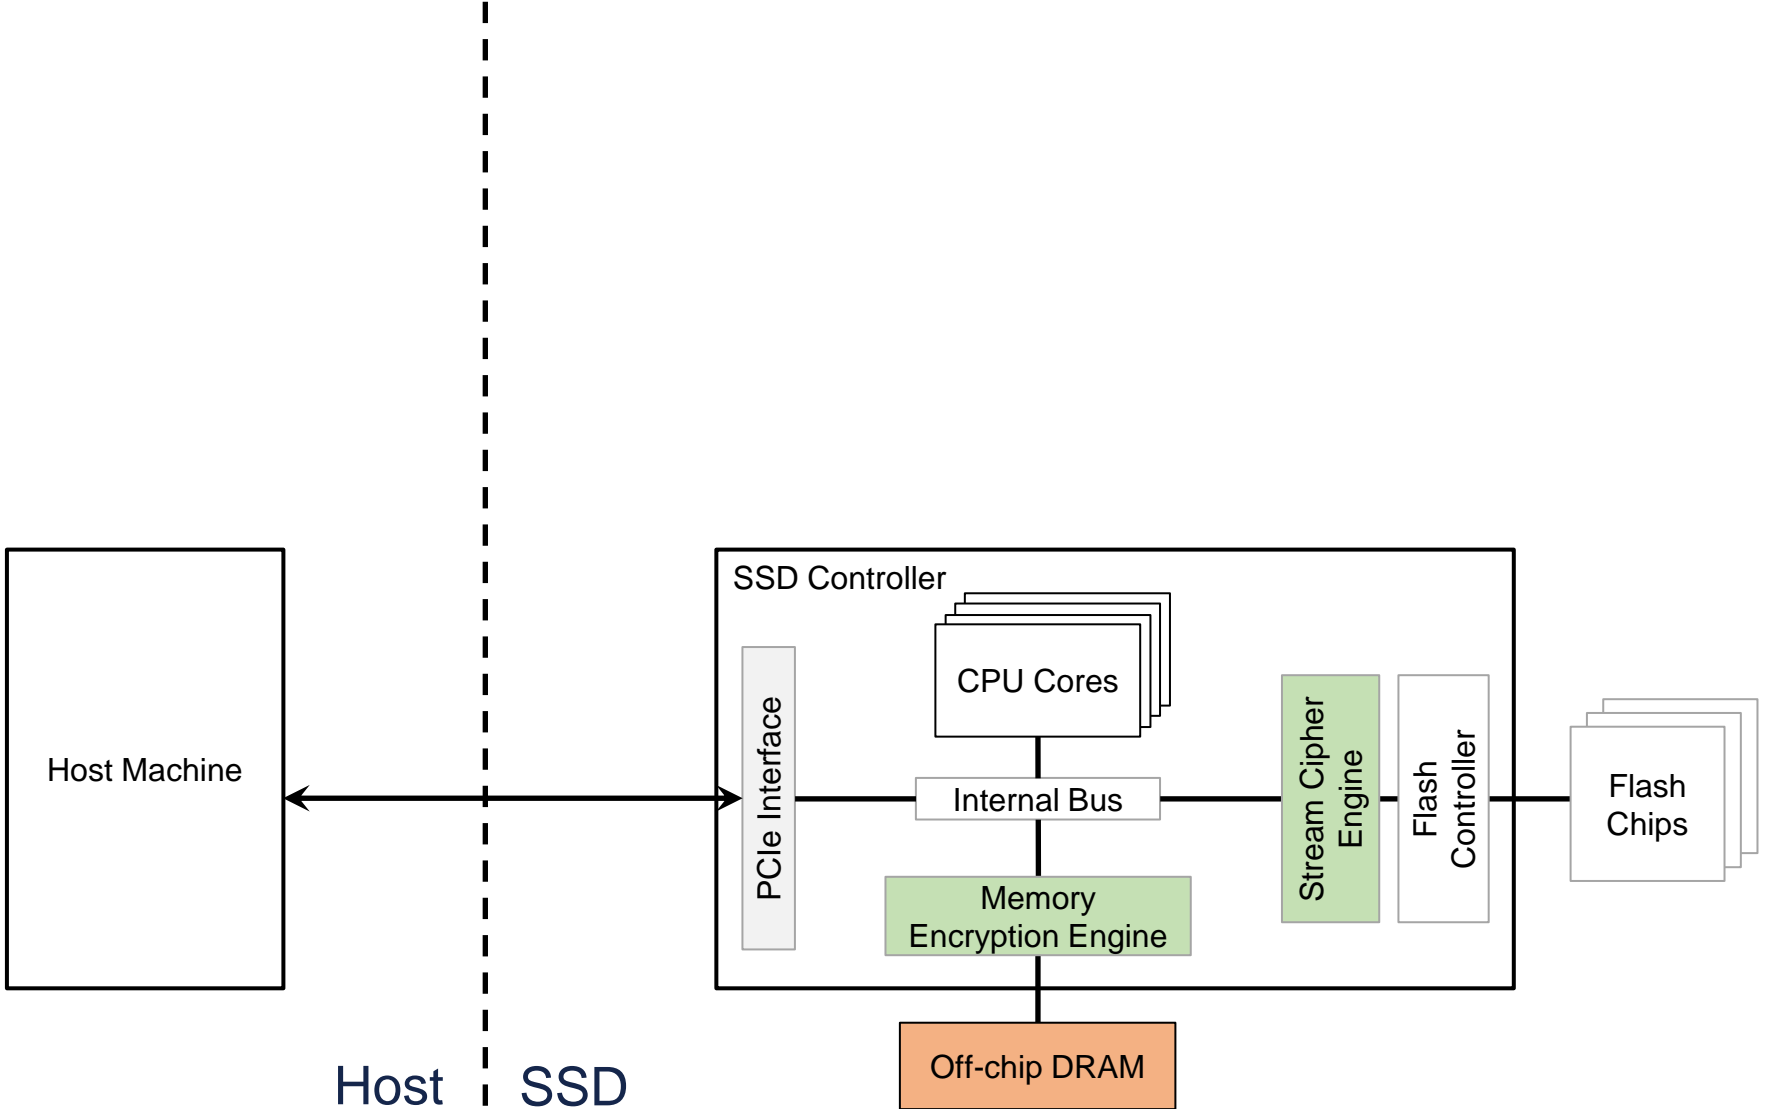 SSD Controller
CPU Cores
Host Machine
PCIe Interface
Internal Bus
Stream Cipher
Engine
Flash
Controller
Flash
Chips
Memory
Encryption Engine
Off-chip DRAM
Host
SSD